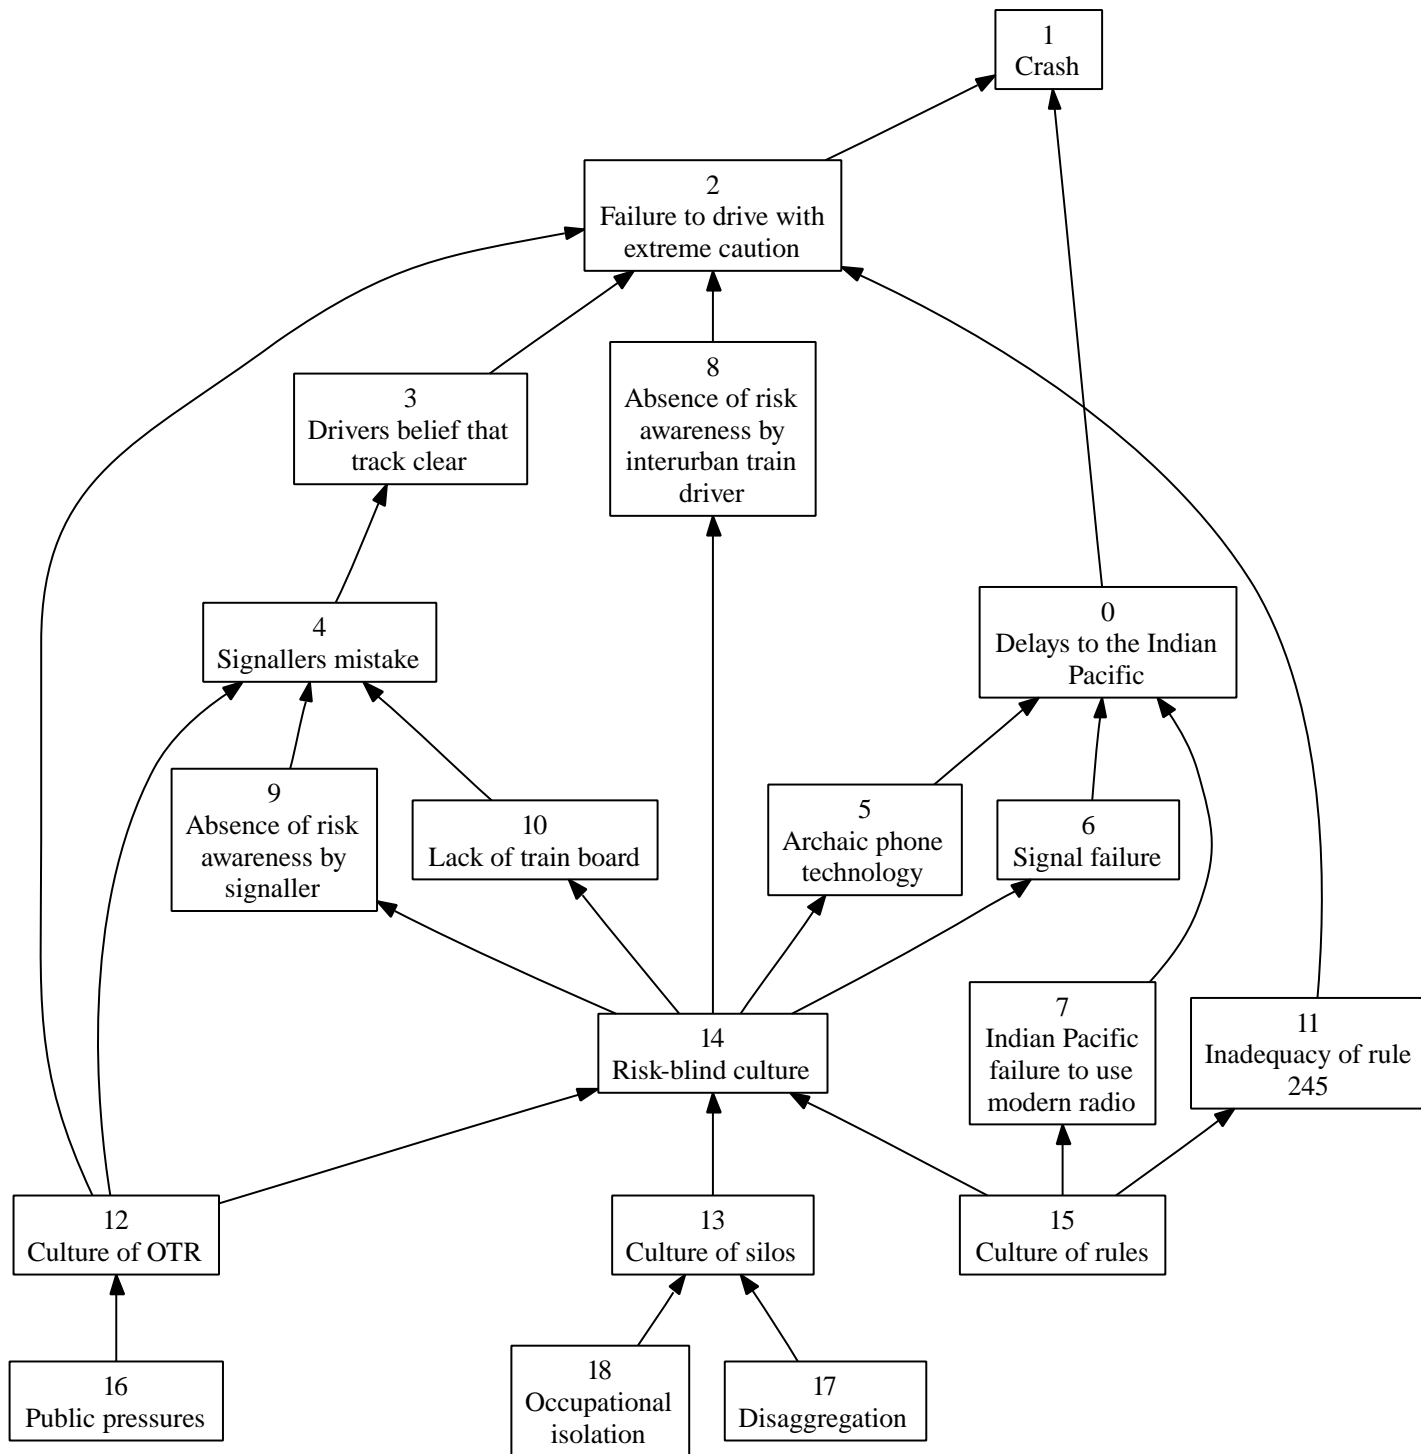 1
Crash
2
Failure to drive with
extreme caution
3
Drivers belief that
track clear
8
Absence of risk
awareness by
interurban train
driver
4
Signallers mistake
0
Delays to the Indian
Pacific
9
Absence of risk
awareness by
signaller
10
Lack of train board
5
Archaic phone
technology
6
Signal failure
14
Risk-blind culture
7
Indian Pacific
failure to use
modern radio
11
Inadequacy of rule
245
12
Culture of OTR
13
Culture of silos
15
Culture of rules
16
Public pressures
18
Occupational
isolation
17
Disaggregation